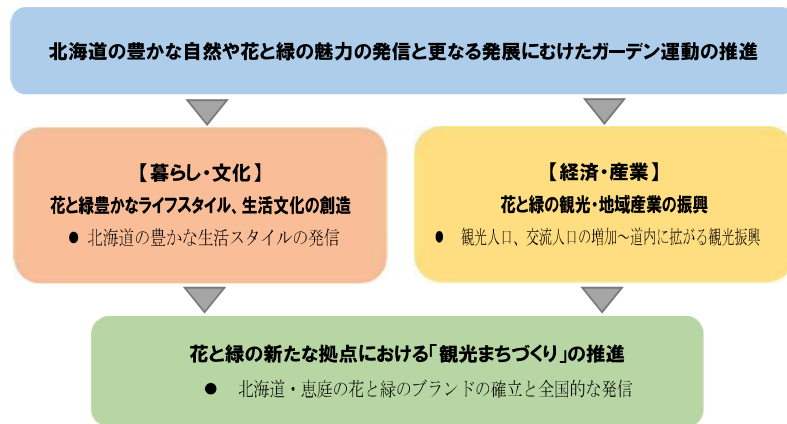 北海道の豊かな自然や花と緑の魅力の発信と更なる発展にむけたガーデン運動の推進
【暮らし・文化】
花と緑豊かなライフスタイル、生活文化の創造
● 北海道の豊かな生活スタイルの発信
【経済・産業】
花と緑の観光・地域産業の振興
● 観光人口、交流人口の増加～道内に拡がる観光振興
花と緑の新たな拠点における「観光まちづくり」の推進
● 北海道・恵庭の花と緑のブランドの確立と全国的な発信